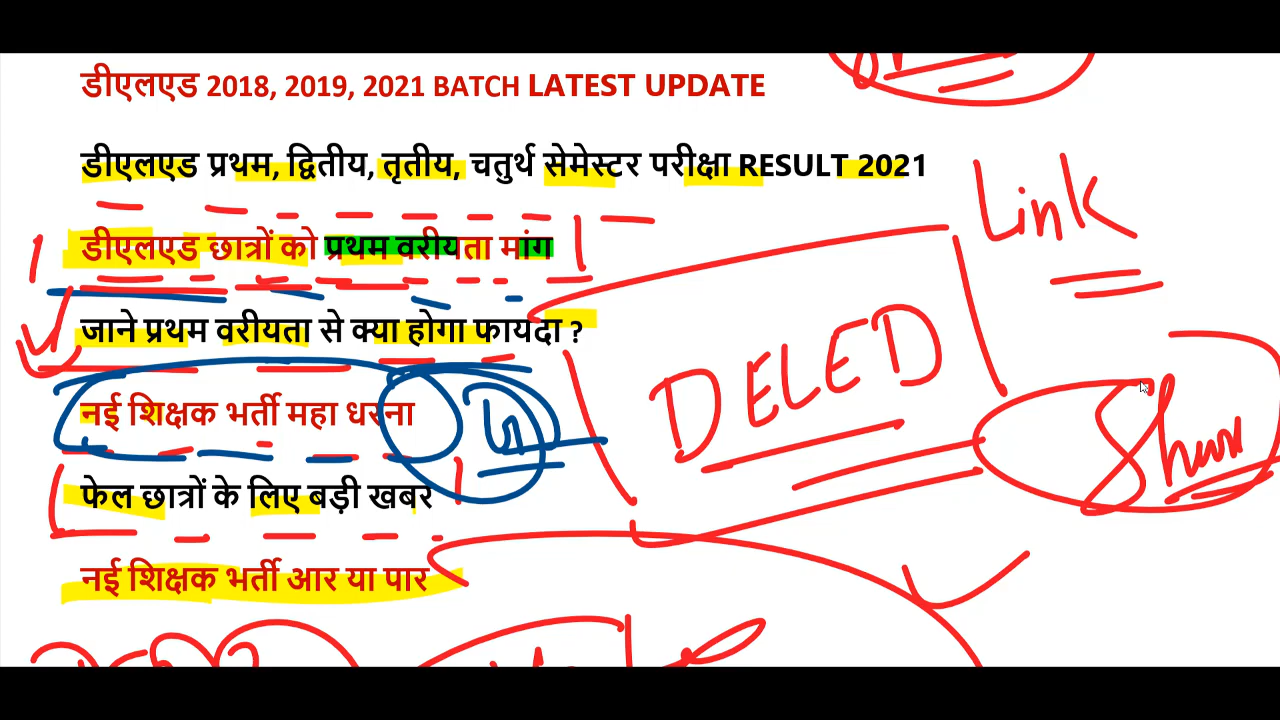 डीएलएड 2018, 2019, 2021 BATCH LATEST UPDATE
डीएलएड प्रथम, द्वितीय, तृतीय, चतुर्थ सेमेस्टर परीक्षा RESULT 2021
Link
डीएलएड छात्रों को प्रथम वरीयता मांग
जाने प्रथम वरीयता से क्या होगा फायदा ?
DELED
नई शिक्षक भर्ती महा धरना
फेल छात्रों के लिए बड़ी खबर
नई शिक्षक भर्ती आर या पार